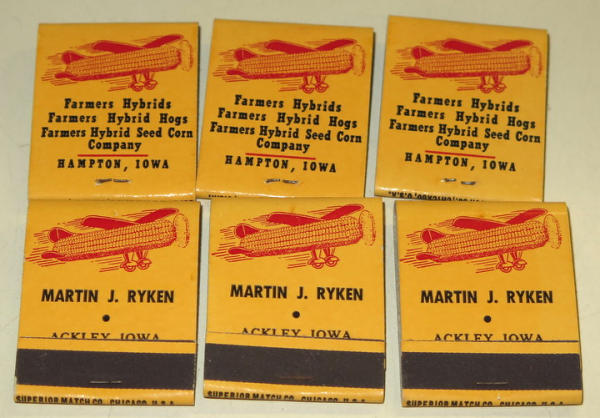 Farmers Hybrids
Farmers Hybrid Hogs
Farmers Hybrid Seed Corn
Company
HAMPTON, IOWA
Farmers Hybrids
Farmers Hybrid Hogs
Farmers Hybrid Seed Corn
Company
HAMPTON, IOWA
Farmers Hybrids
Farmers Hybrid Hogs
Farmers Hybrid Seed Corn
Company
HAMPTON, IOWA
MARTIN J. RYKEN
ACKLEY, IOWA
SUPERIOR MATCH CO. CHICAGO, U.S.A.
MARTIN J. RYKEN
ACKLEY, IOWA
SUPERIOR MATCH CO. CHICAGO, U.S.A.
MARTIN J. RYKEN
ACKLEY, IOWA
SUPERIOR MATCH CO. CHICAGO, U.S.A.